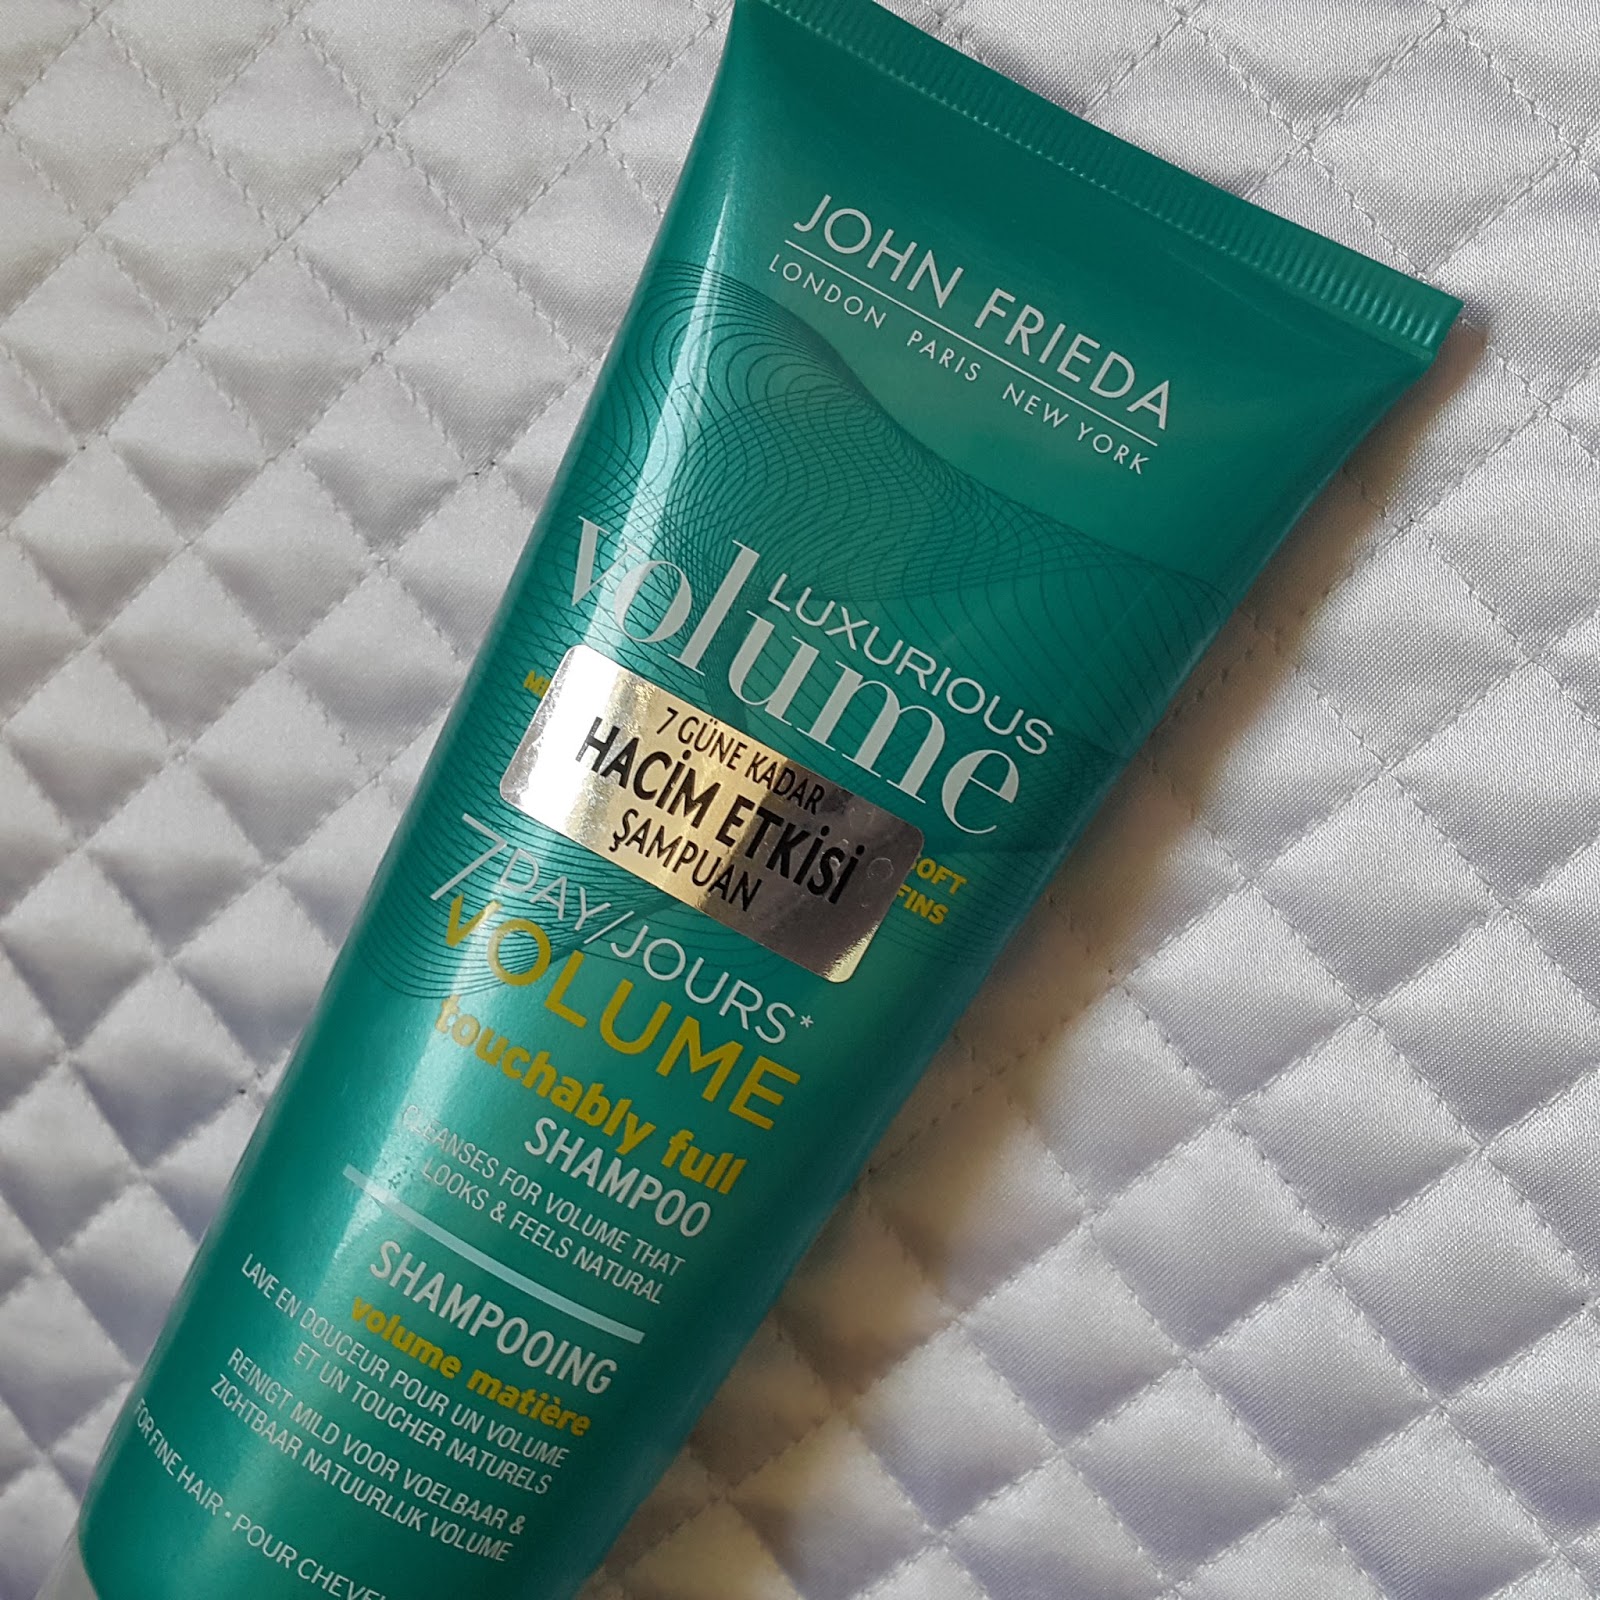 JOHN FRIEDA
LONDON PARIS NEW YORK
LUXURIOUS
volume
7 GÜNE KADAR
HACİM ETKİSİ
ŞAMPUAN
SOFT
FINS
7 DAY/JOURS*
VOLUME
touchably full
SHAMPOO
CLEANSES FOR VOLUME THAT
LOOKS & FEELS NATURAL
SHAMPOOING
volume matière
LAVE EN DOUCEUR POUR UN VOLUME
ET UN TOUCHER NATURELS
REINIGT MILD VOOR VOELBAAR &
ZICHTBAAR NATUURLIJK VOLUME
FOR FINE HAIR • POUR